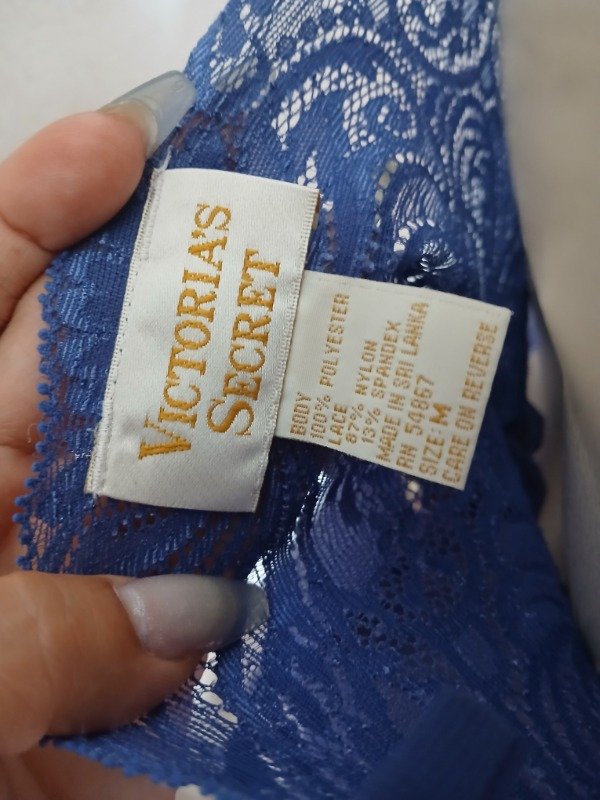 VICTORIA'S
SECRET
BODY
100% POLYESTER
LACE
87% NYLON
13% SPANDEX
MADE IN SRI LANKA
RN 54867
SIZE M
CARE ON REVERSE